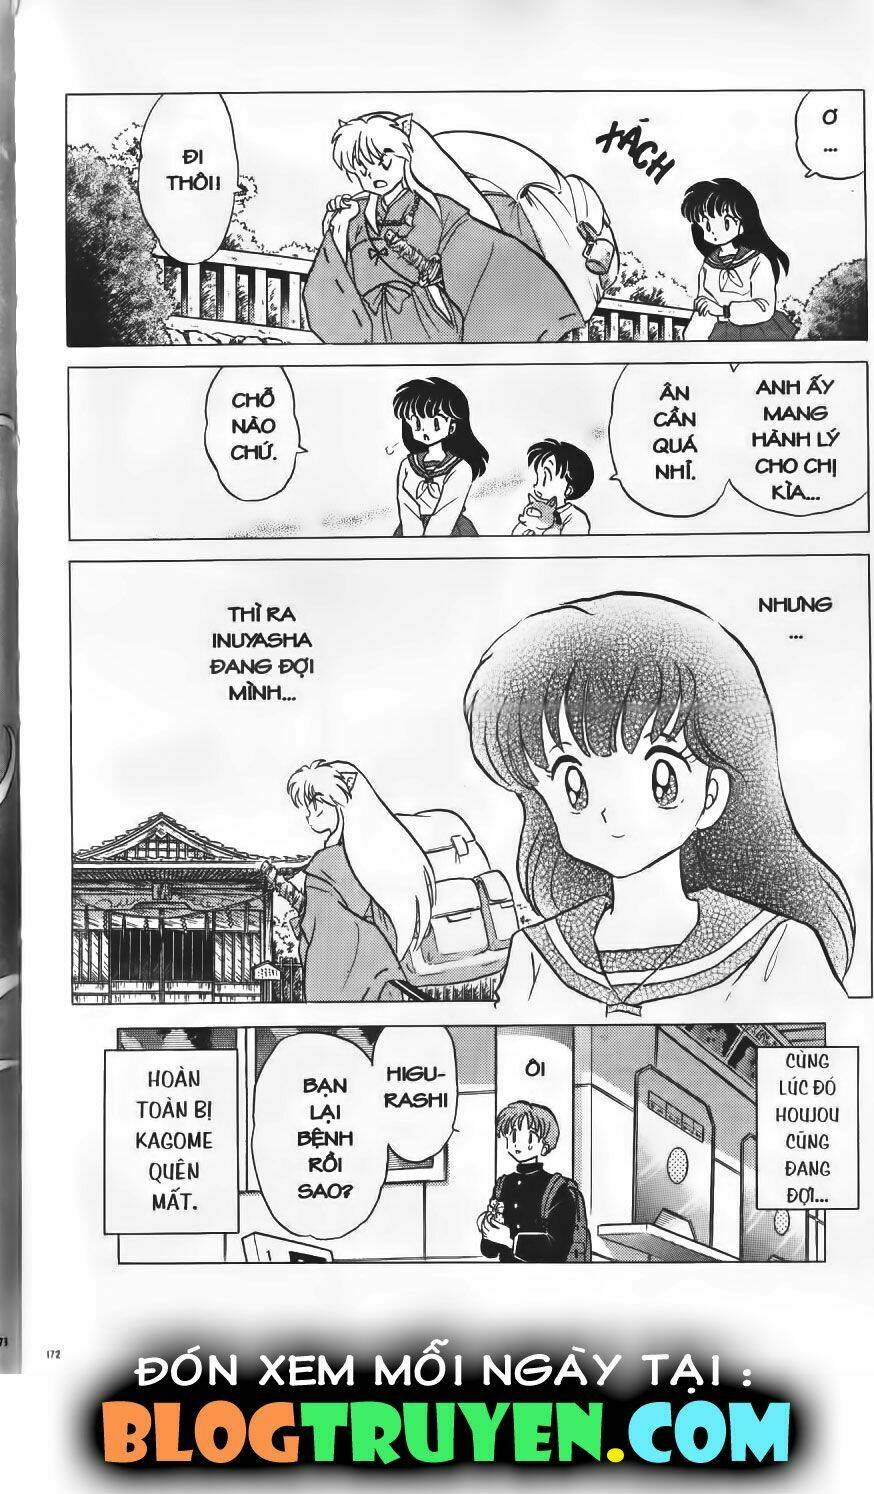 Ơ
...
XÁCH
ĐI
THÔI!
ANH ẤY
MANG
HÀNH LÝ
CHO CHỊ
KÌA...
ÂN
CẦN
QUÁ
NHỈ.
CHỖ
NÀO
CHỨ.
NHƯNG
...
THÌ RA
INUYASHA
ĐANG ĐỢI
MÌNH...
CÙNG
LÚC ĐÓ
HOUJOU
CŨNG
ĐANG
ĐỢI...
ÔI
HIGU-
RASHI
BẠN
LẠI
BỆNH
RỒI
SAO?
HOÀN
TOÀN BỊ
KAGOME
QUÊN
MẤT.
172
ĐÓN XEM MỖI NGÀY TẠI :
BLOGTRUYEN.COM